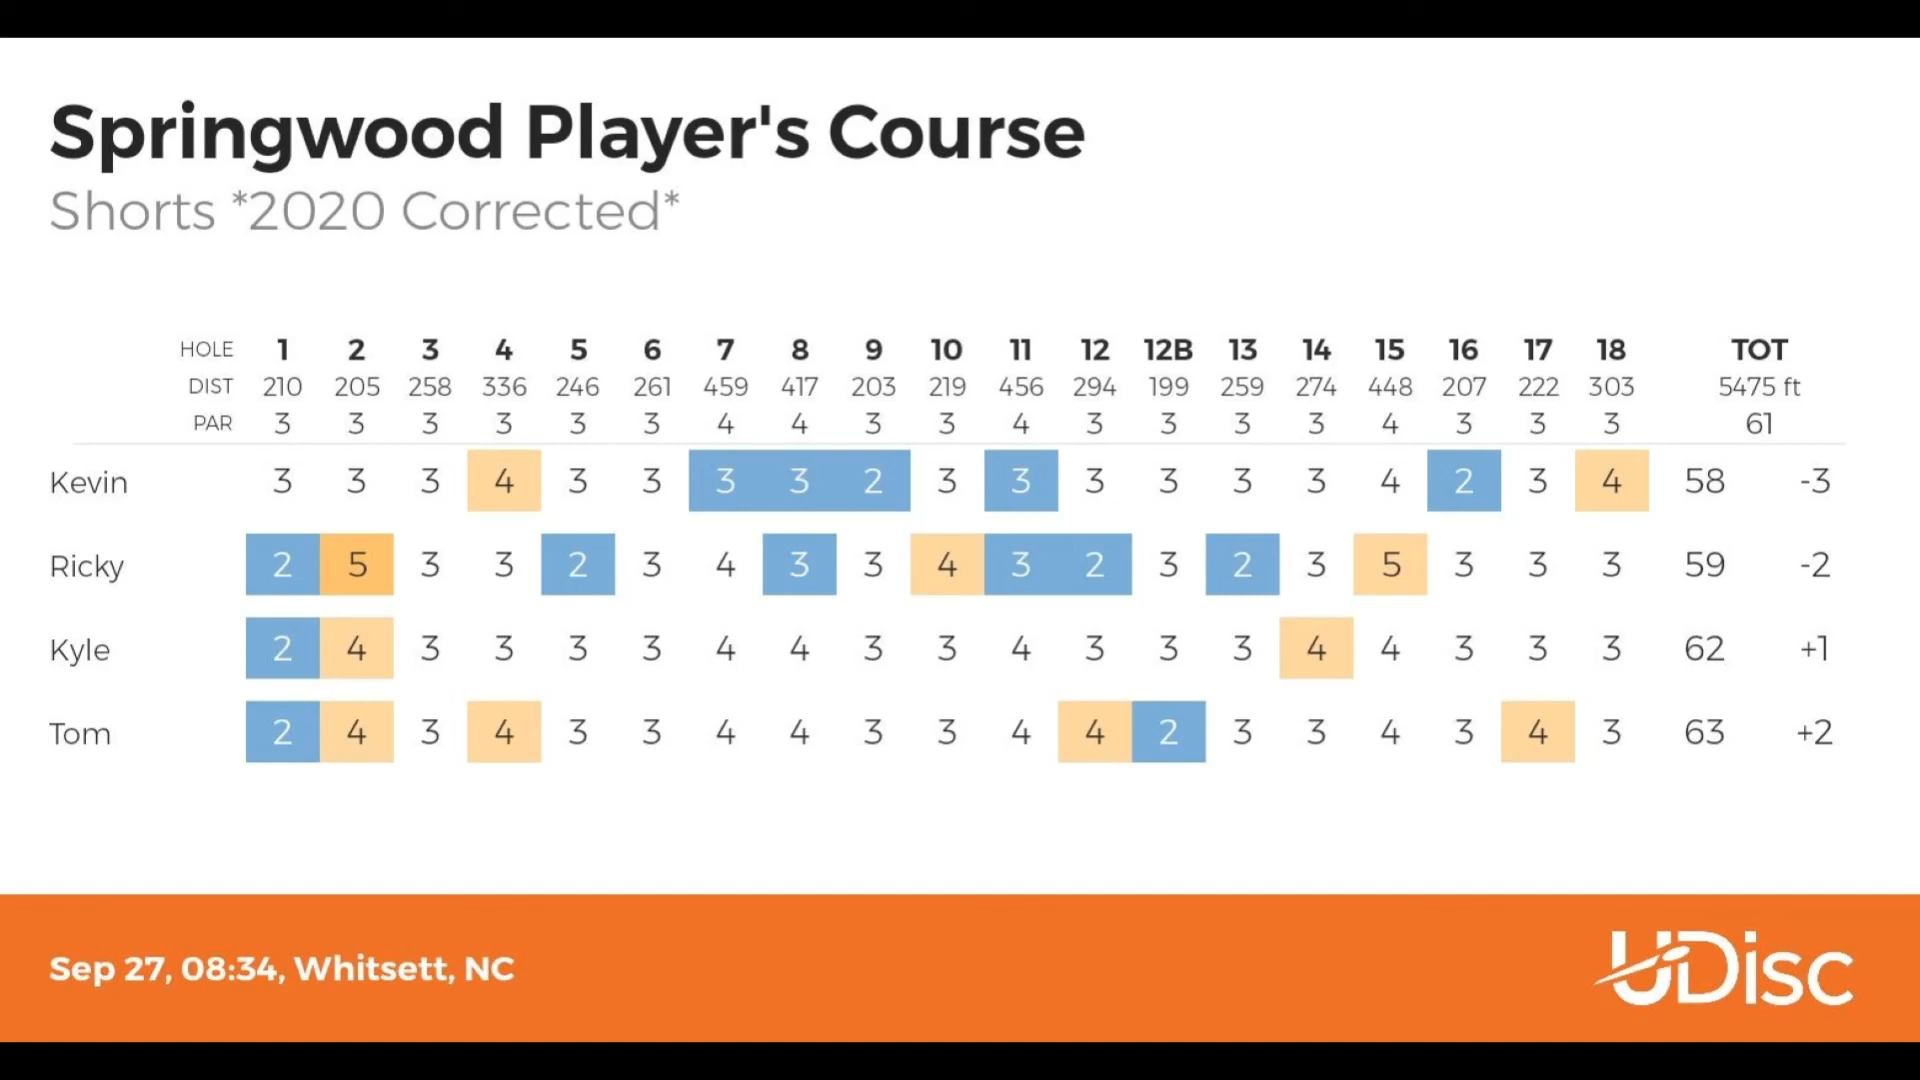 Springwood Player's Course
Shorts *2020 Corrected*
HOLE 1 2 3 4 5 6 7 8 9 10 11 12 12B 13 14 15 16 17 18 TOT
DIST 210 205 258 336 246 261 459 417 203 219 456 294 199 259 274 448 207 222 303 5475 ft
PAR 3 3 3 3 3 3 4 4 3 3 4 3 3 3 3 4 3 3 3 61
Kevin 3 3 3 4 3 3 3 3 2 3 3 3 3 3 3 4 2 3 4 58 -3
Ricky 2 5 3 3 2 3 4 3 3 4 3 2 3 2 3 5 3 3 3 59 -2
Kyle 2 4 3 3 3 3 4 4 3 3 4 3 3 3 4 4 3 3 3 62 +1
Tom 2 4 3 4 3 3 4 4 3 3 4 4 2 3 3 4 3 4 3 63 +2
Sep 27, 08:34, Whitsett, NC
UDisc